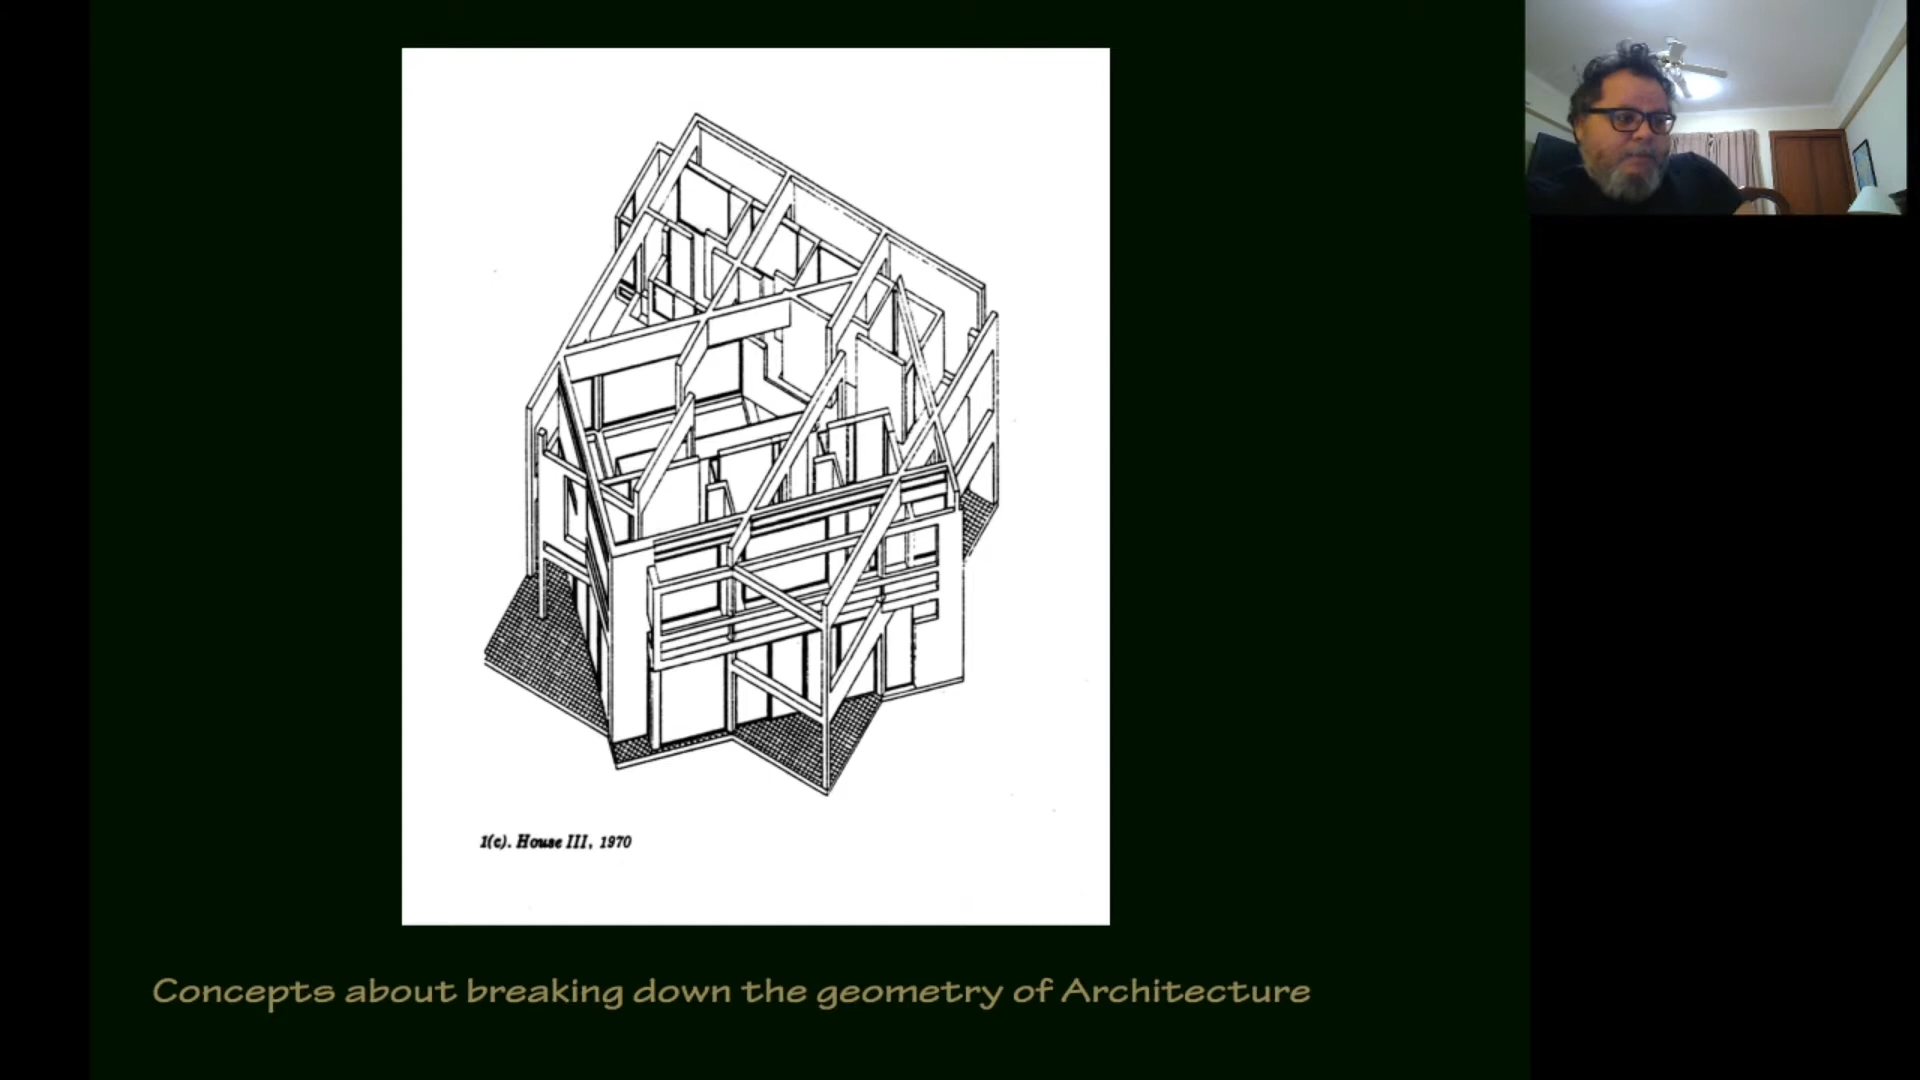 1(c). House III, 1970
Concepts about breaking down the geometry of Architecture